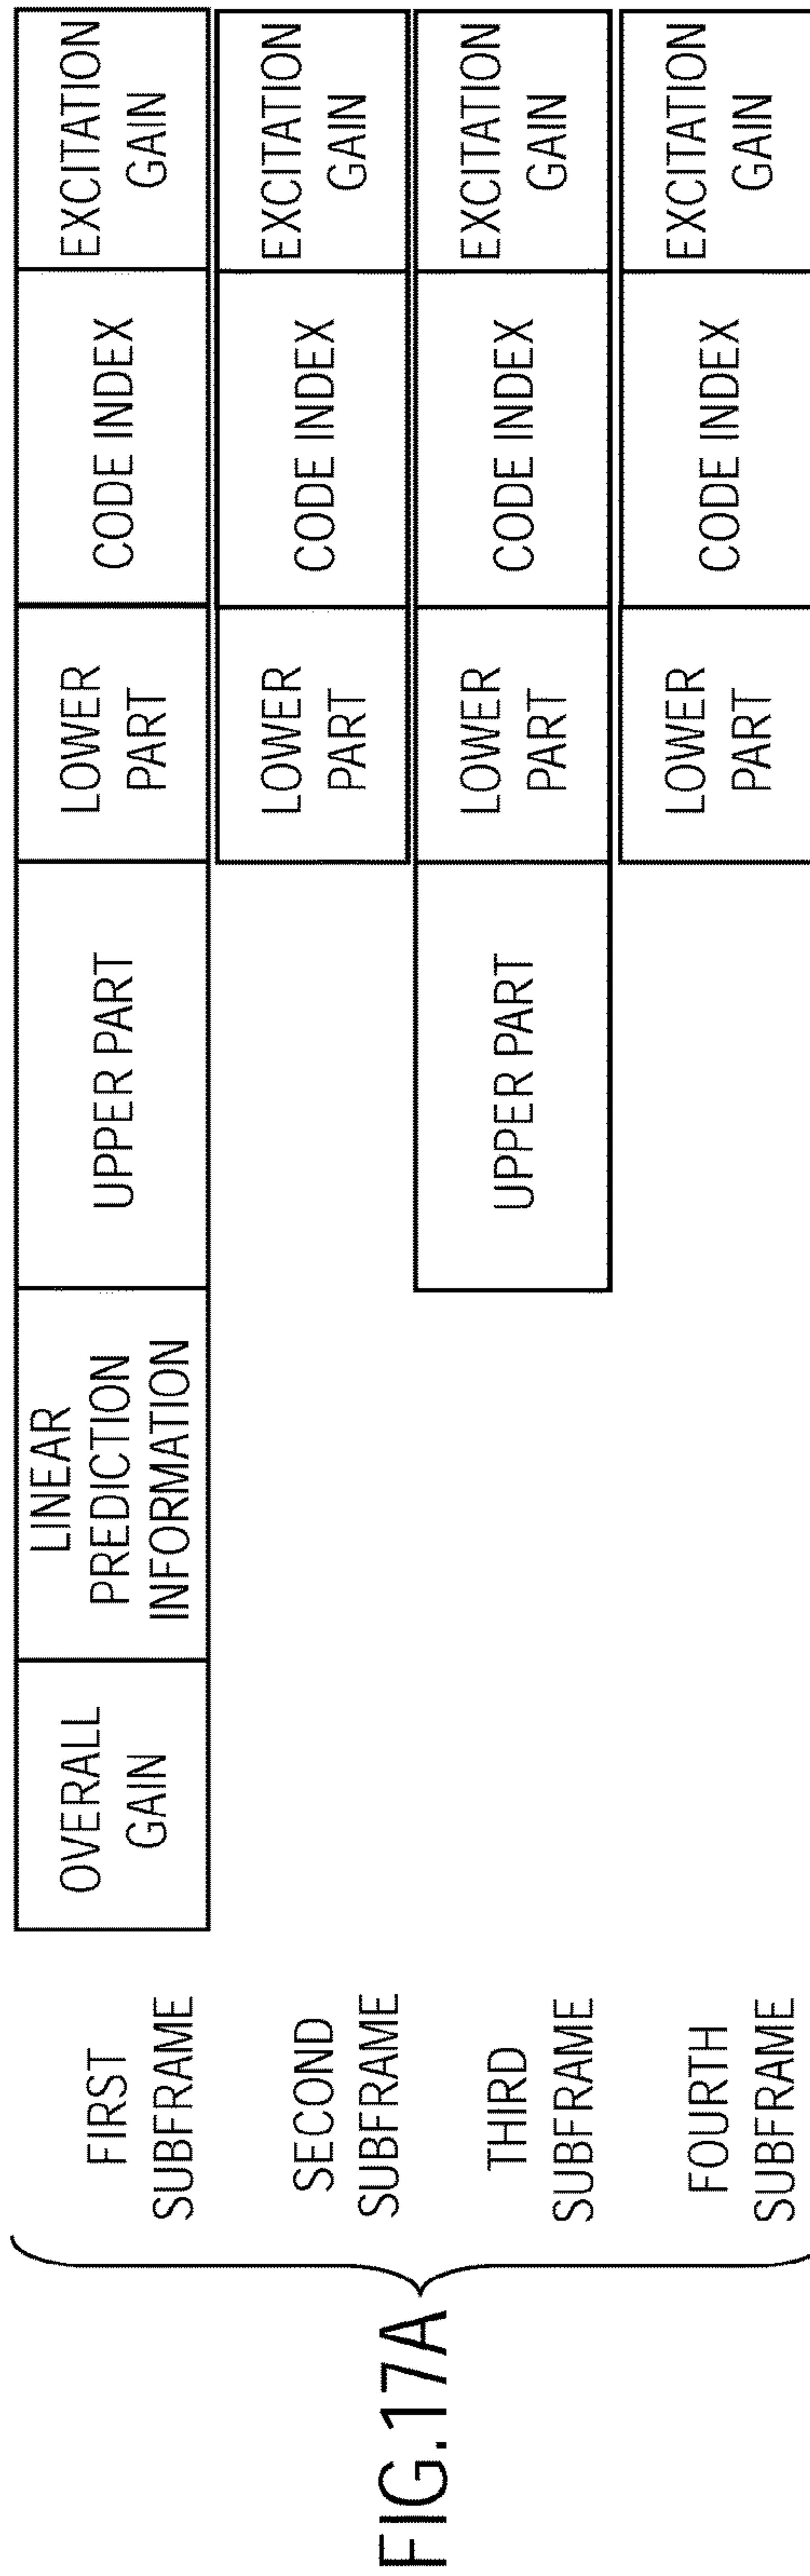 FIG.17A
FIRST
SUBFRAME
OVERALL
GAIN
LINEAR
PREDICTION
INFORMATION
UPPER PART
LOWER
PART
CODE INDEX
EXCITATION
GAIN
SECOND
SUBFRAME
LOWER
PART
CODE INDEX
EXCITATION
GAIN
THIRD
SUBFRAME
UPPER PART
LOWER
PART
CODE INDEX
EXCITATION
GAIN
FOURTH
SUBFRAME
LOWER
PART
CODE INDEX
EXCITATION
GAIN